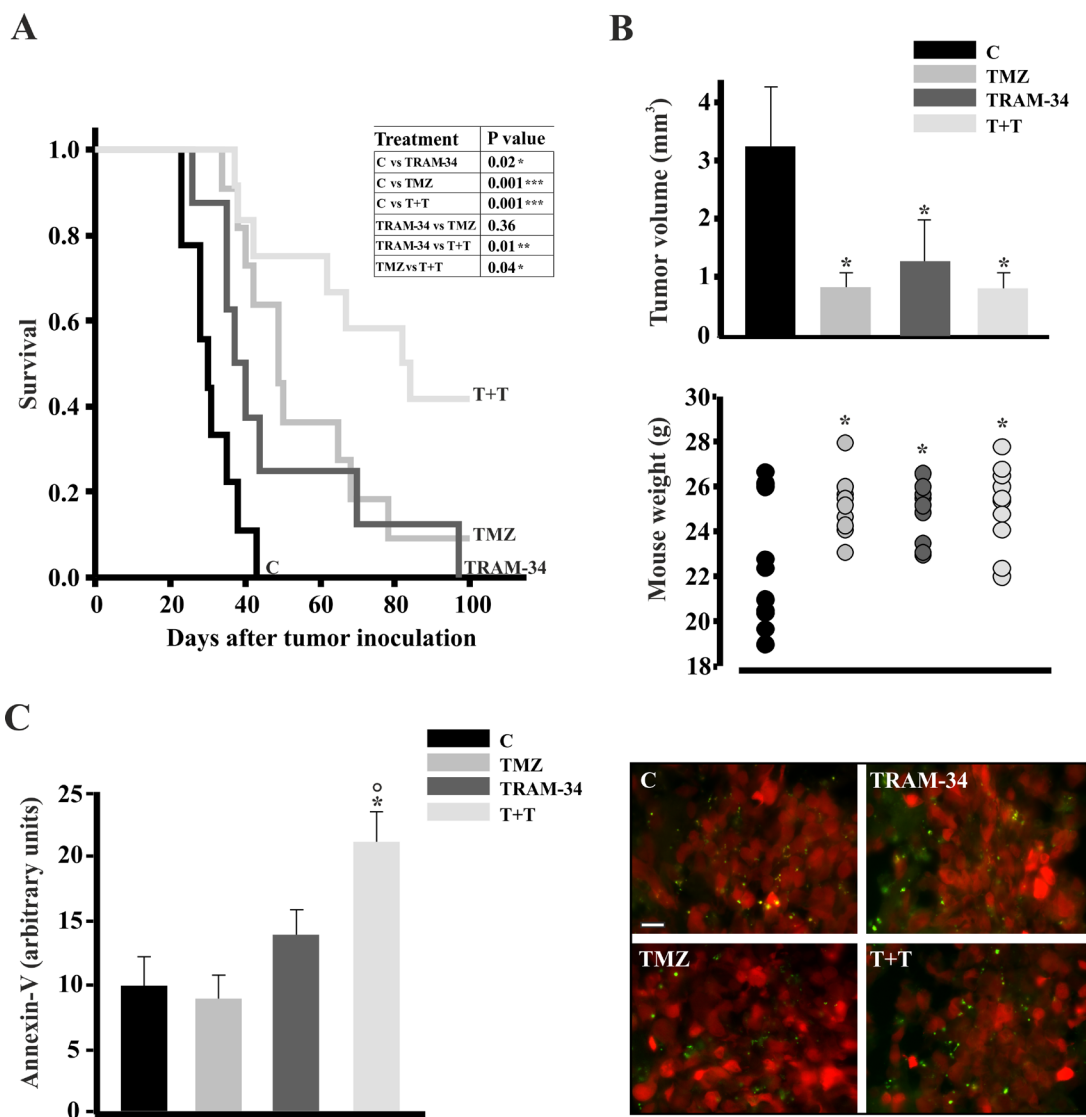 A
Treatment P value
C vs TRAM-34 0.02 *
C vs TMZ 0.001 ***
C vs T+T 0.001 ***
TRAM-34 vs TMZ 0.36
TRAM-34 vs T+T 0.01 **
TMZ vs T+T 0.04 *
Survival
1.0
0.8
0.6
0.4
0.2
0.0
T+T
TMZ
C
TRAM-34
0 20 40 60 80 100
Days after tumor inoculation
B
C
TMZ
TRAM-34
T+T
Tumor volume (mm3)
4
3
2
1
0
* * *
Mouse weight (g)
30
28
26
24
22
20
18
* * *
C
C
TMZ
TRAM-34
T+T
Annexin-V (arbitrary units)
25
20
15
10
5
0
°
*
C TRAM-34
TMZ T+T